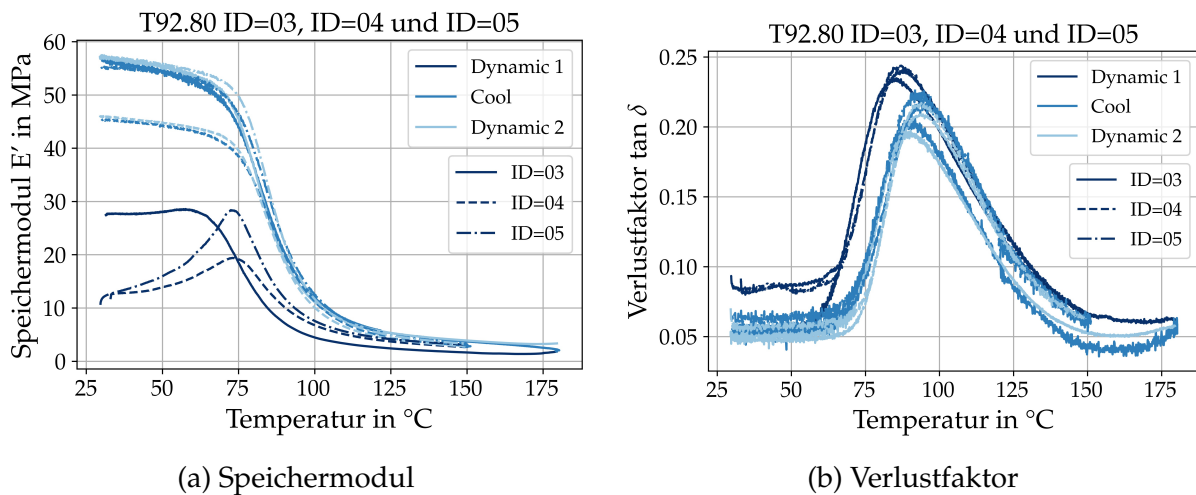 T92.80 ID=03, ID=04 und ID=05
Speichermodul E′ in MPa
60
50
40
30
20
10
0
25
50
75
100
125
150
175
Temperatur in °C
Dynamic 1
Cool
Dynamic 2
ID=03
ID=04
ID=05
(a) Speichermodul
T92.80 ID=03, ID=04 und ID=05
Verlustfaktor tan δ
0.25
0.20
0.15
0.10
0.05
25
50
75
100
125
150
175
Temperatur in °C
Dynamic 1
Cool
Dynamic 2
ID=03
ID=04
ID=05
(b) Verlustfaktor